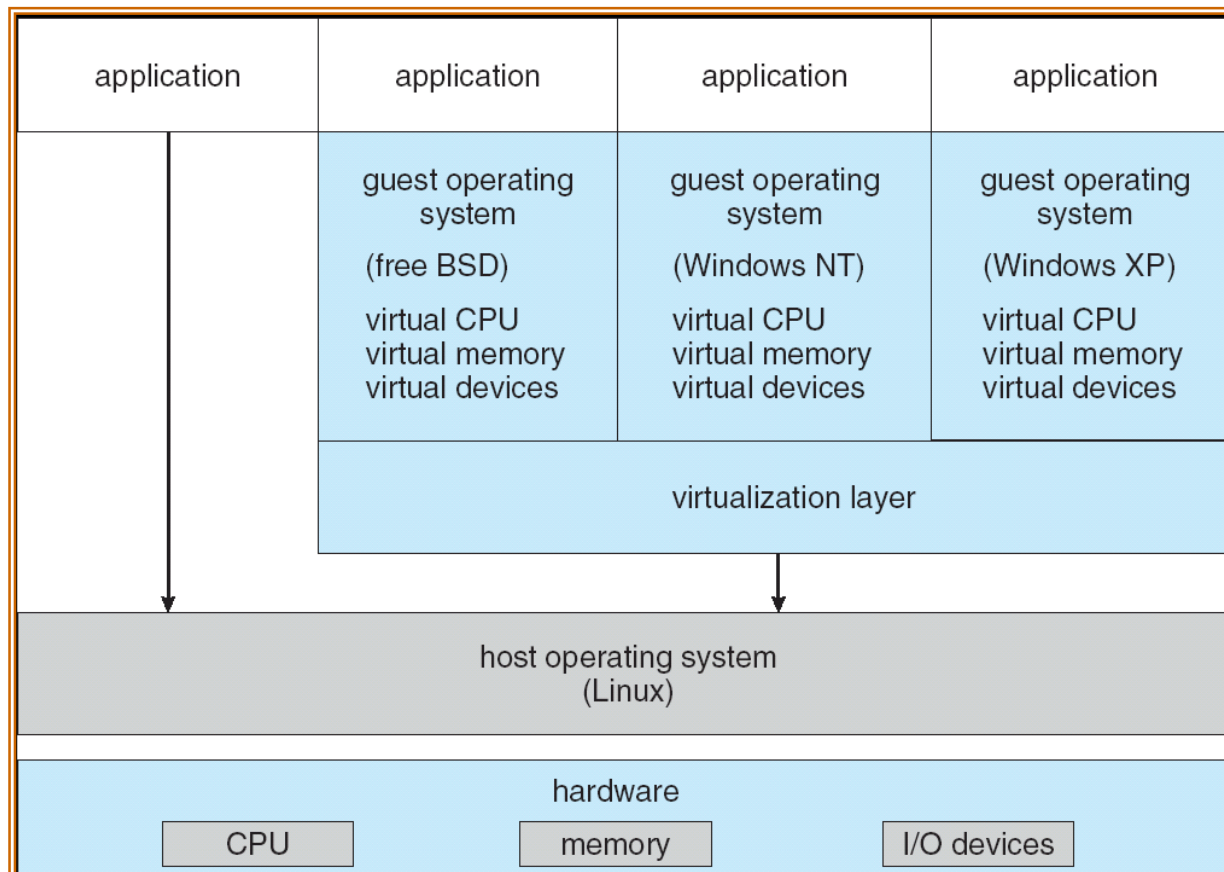 application
application
application
application
guest operating
system
(free BSD)
virtual CPU
virtual memory
virtual devices
guest operating
system
(Windows NT)
virtual CPU
virtual memory
virtual devices
guest operating
system
(Windows XP)
virtual CPU
virtual memory
virtual devices
virtualization layer
host operating system
(Linux)
hardware
CPU
memory
I/O devices